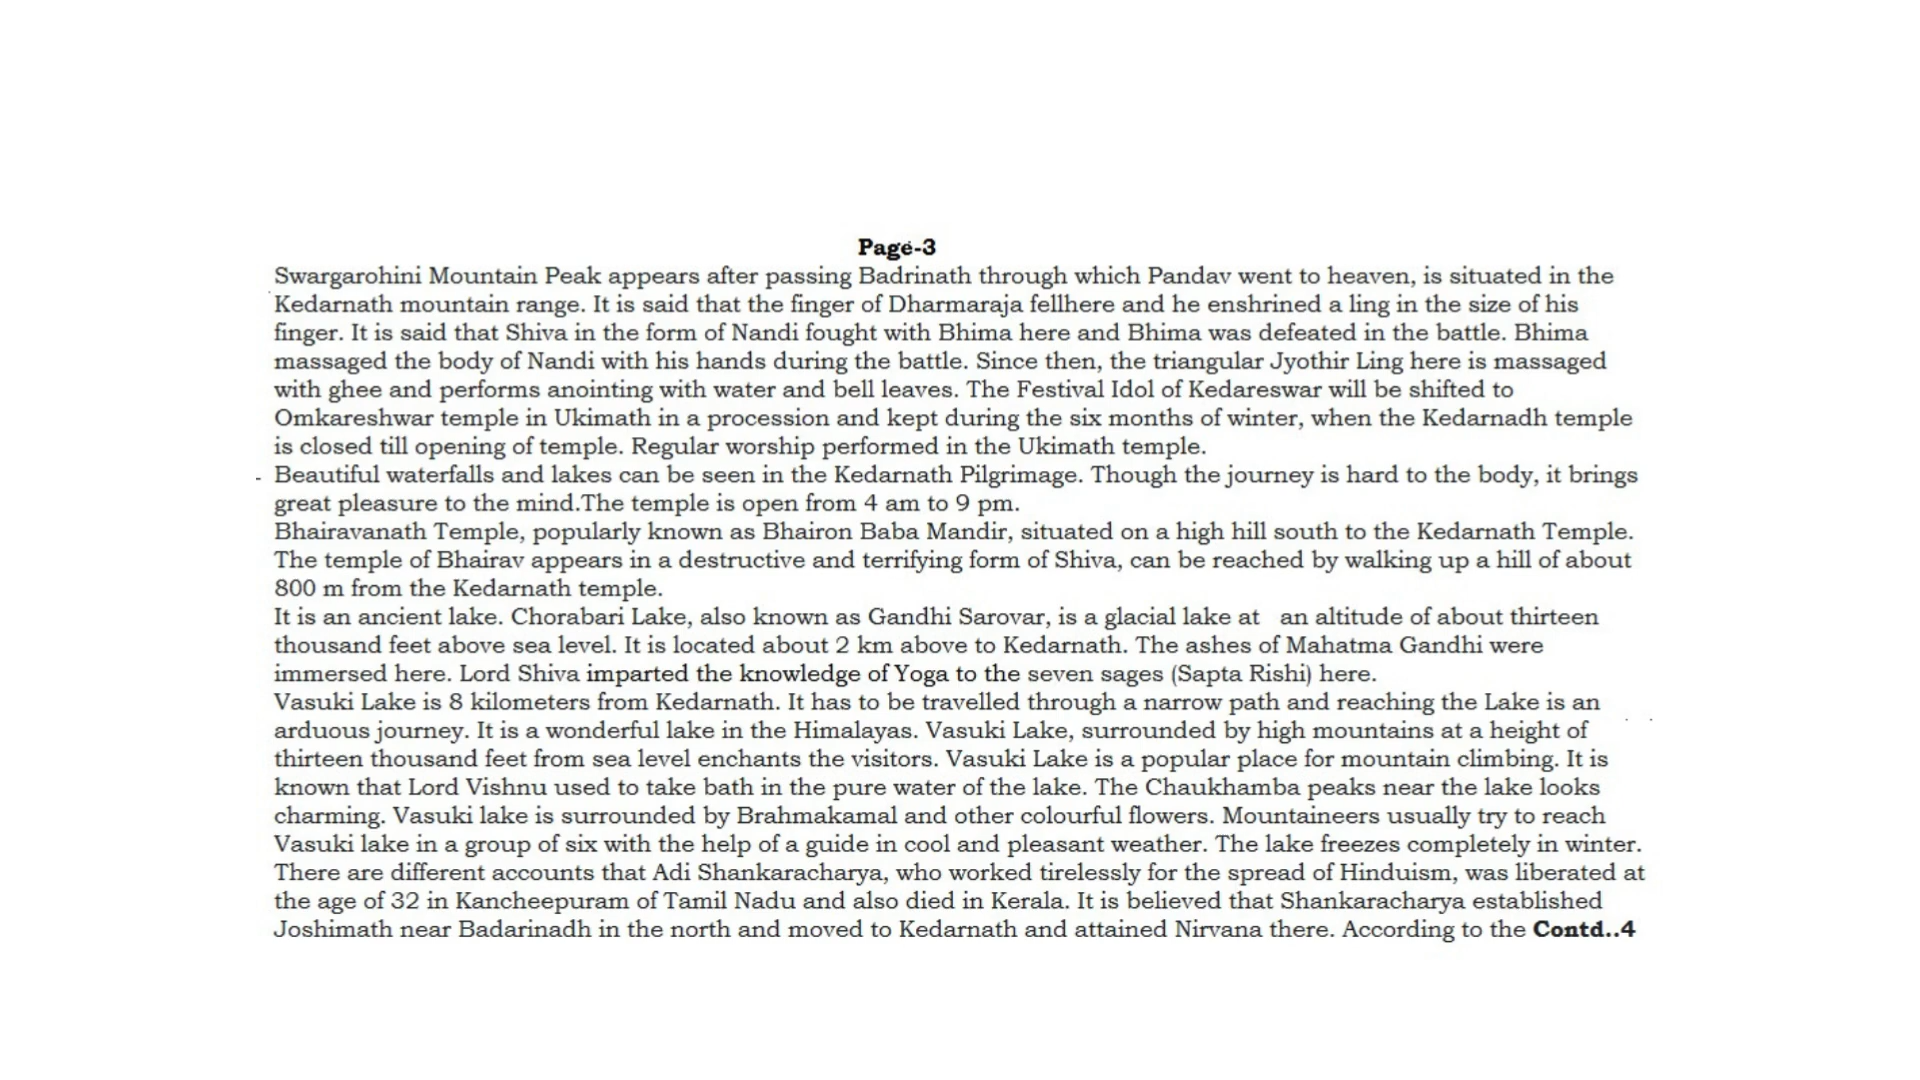 Page-3
Swargarohini Mountain Peak appears after passing Badrinath through which Pandav went to heaven, is situated in the
Kedarnath mountain range. It is said that the finger of Dharmaraja fellhere and he enshrined a ling in the size of his
finger. It is said that Shiva in the form of Nandi fought with Bhima here and Bhima was defeated in the battle. Bhima
massaged the body of Nandi with his hands during the battle. Since then, the triangular Jyothir Ling here is massaged
with ghee and performs anointing with water and bell leaves. The Festival Idol of Kedareswar will be shifted to
Omkareshwar temple in Ukimath in a procession and kept during the six months of winter, when the Kedarnadh temple
is closed till opening of temple. Regular worship performed in the Ukimath temple.
Beautiful waterfalls and lakes can be seen in the Kedarnath Pilgrimage. Though the journey is hard to the body, it brings
great pleasure to the mind.The temple is open from 4 am to 9 pm.
Bhairavanath Temple, popularly known as Bhairon Baba Mandir, situated on a high hill south to the Kedarnath Temple.
The temple of Bhairav appears in a destructive and terrifying form of Shiva, can be reached by walking up a hill of about
800 m from the Kedarnath temple.
It is an ancient lake. Chorabari Lake, also known as Gandhi Sarovar, is a glacial lake at an altitude of about thirteen
thousand feet above sea level. It is located about 2 km above to Kedarnath. The ashes of Mahatma Gandhi were
immersed here. Lord Shiva imparted the knowledge of Yoga to the seven sages (Sapta Rishi) here.
Vasuki Lake is 8 kilometers from Kedarnath. It has to be travelled through a narrow path and reaching the Lake is an
arduous journey. It is a wonderful lake in the Himalayas. Vasuki Lake, surrounded by high mountains at a height of
thirteen thousand feet from sea level enchants the visitors. Vasuki Lake is a popular place for mountain climbing. It is
known that Lord Vishnu used to take bath in the pure water of the lake. The Chaukhamba peaks near the lake looks
charming. Vasuki lake is surrounded by Brahmakamal and other colourful flowers. Mountaineers usually try to reach
Vasuki lake in a group of six with the help of a guide in cool and pleasant weather. The lake freezes completely in winter.
There are different accounts that Adi Shankaracharya, who worked tirelessly for the spread of Hinduism, was liberated at
the age of 32 in Kancheepuram of Tamil Nadu and also died in Kerala. It is believed that Shankaracharya established
Joshimath near Badarinadh in the north and moved to Kedarnath and attained Nirvana there. According to the Contd..4